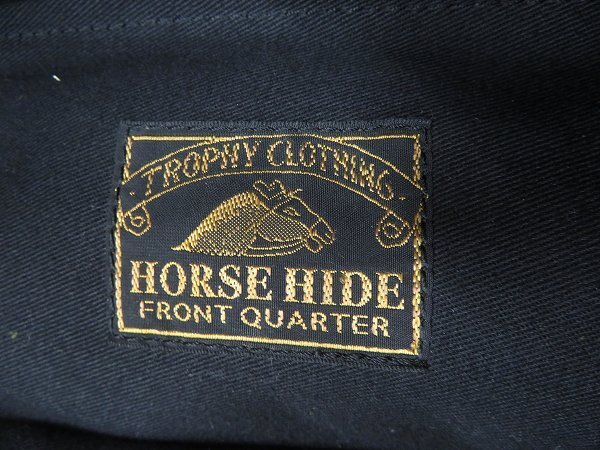 TROPHY CLOTHING
HORSE HIDE
FRONT QUARTER